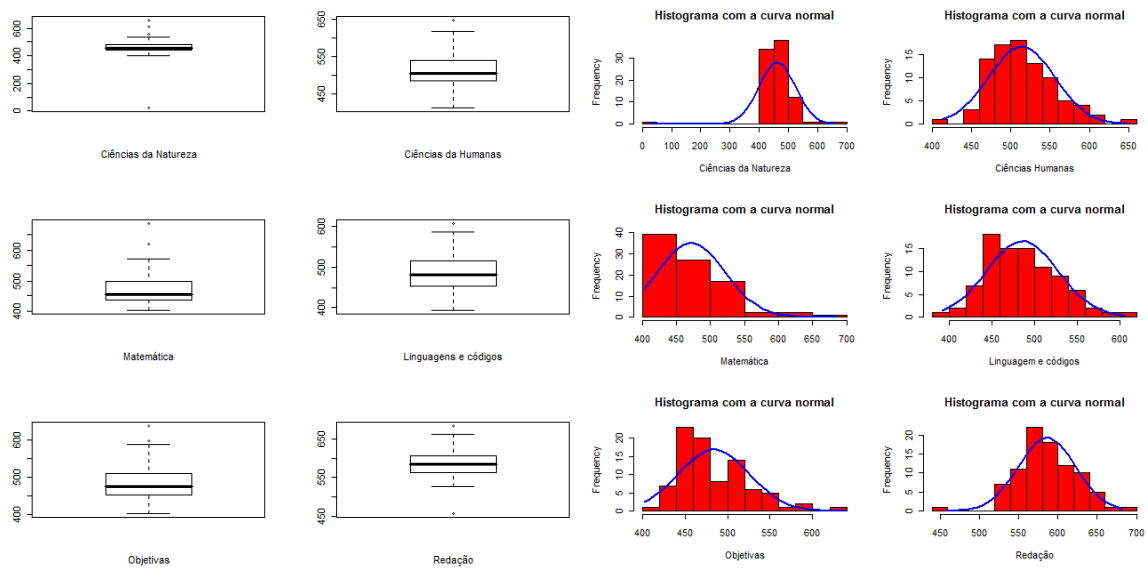 0 200 400 600
Ciências da Natureza
450 550 650
Ciências da Humanas
Histograma com a curva normal
Frequency
0 10 20 30
0 100 200 300 400 500 600 700
Ciências da Natureza
Histograma com a curva normal
Frequency
0 5 10 15
400 450 500 550 600 650
Ciências Humanas
400 500 600
Matemática
400 500 600
Linguagens e códigos
Histograma com a curva normal
Frequency
0 10 20 30 40
400 450 500 550 600 650 700
Matemática
Histograma com a curva normal
Frequency
0 5 10 15
400 450 500 550 600
Linguagem e códigos
400 500 600
Objetivas
450 550 650
Redação
Histograma com a curva normal
Frequency
0 5 10 15 20
400 450 500 550 600
Objetivas
Histograma com a curva normal
Frequency
0 5 10 15 20
450 500 550 600 650 700
Redação